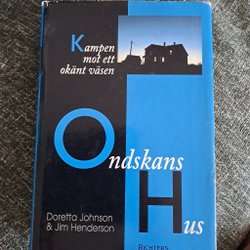 Kampen
mot ett
okänt väsen
Ondskans
Hus
Doretta Johnson
& Jim Henderson
RICHTERS